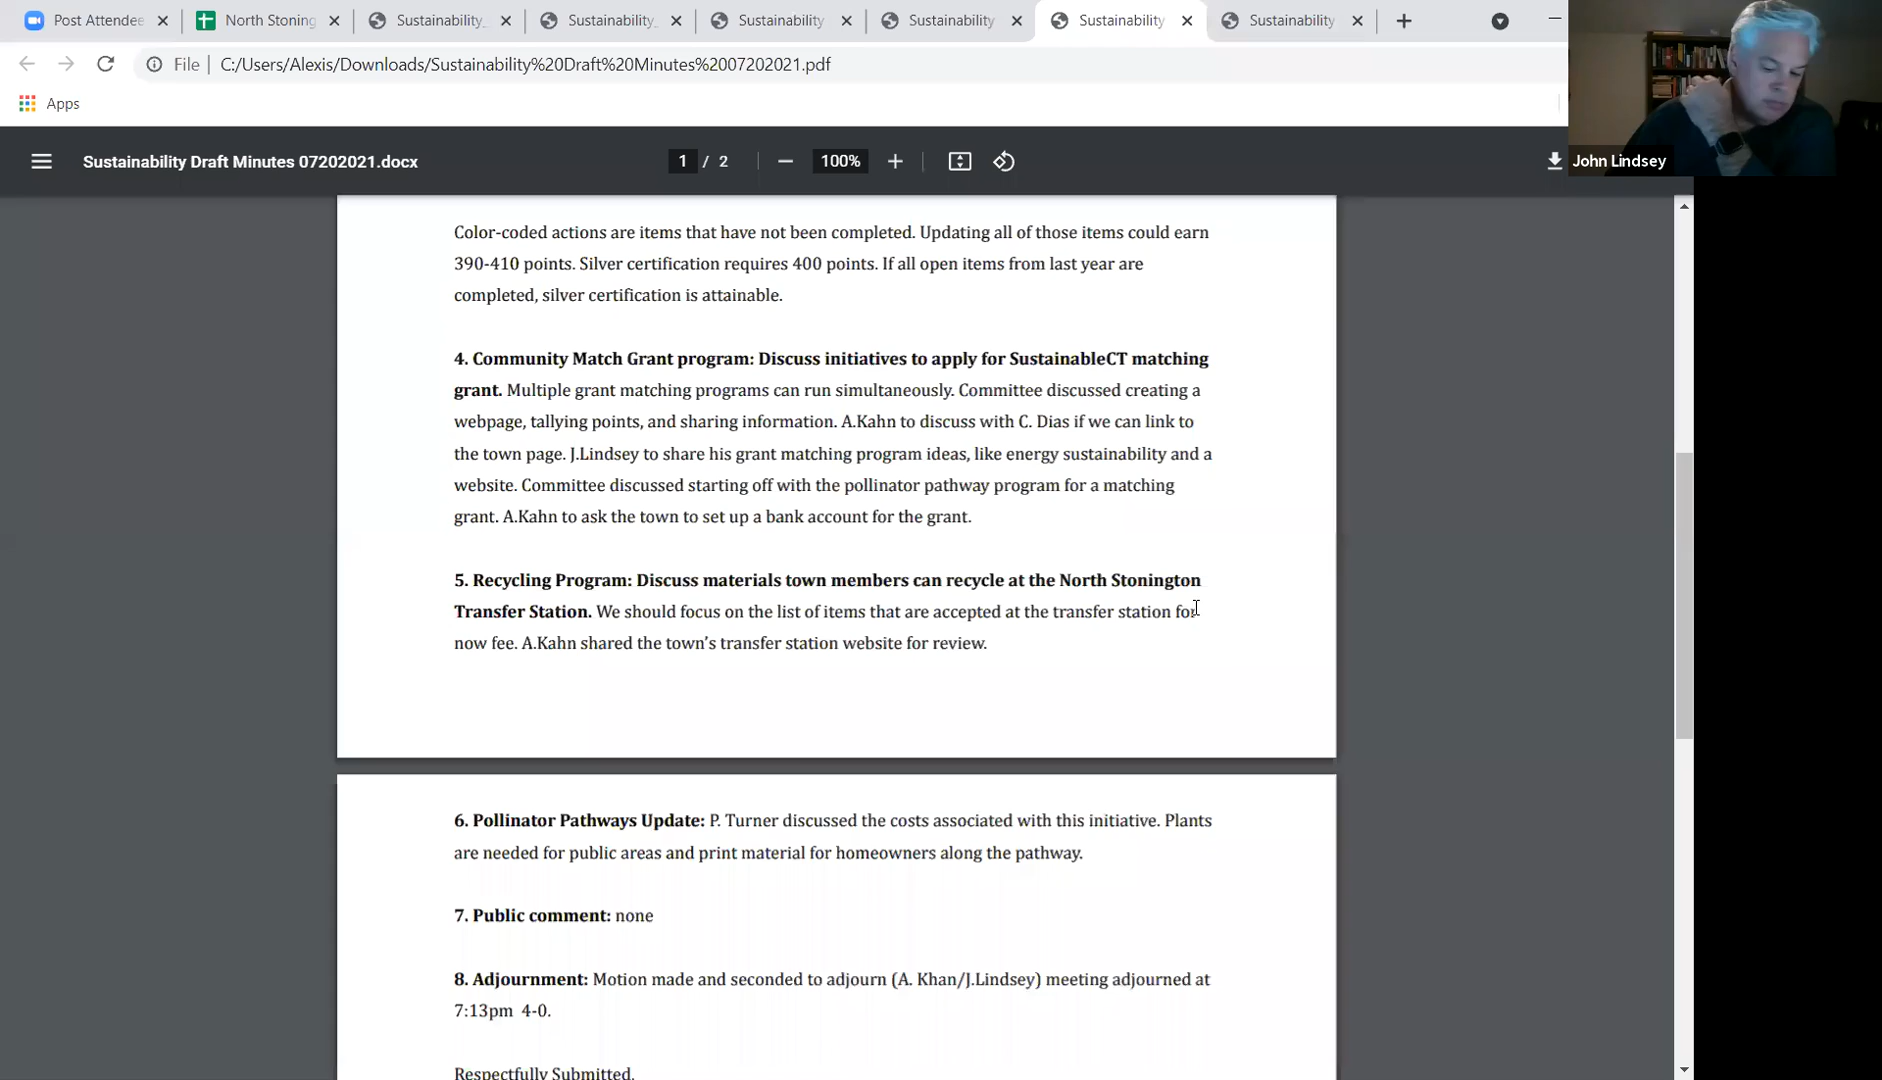 Post Attendee
North Stoning
Sustainability_
Sustainability_
Sustainability
Sustainability
Sustainability
Sustainability
File | C:/Users/Alexis/Downloads/Sustainability%20Draft%20Minutes%2007202021.pdf
Apps
Sustainability Draft Minutes 07202021.docx
1 / 2
100%
John Lindsey
Color-coded actions are items that have not been completed. Updating all of those items could earn
390-410 points. Silver certification requires 400 points. If all open items from last year are
completed, silver certification is attainable.
4. Community Match Grant program: Discuss initiatives to apply for SustainableCT matching
grant. Multiple grant matching programs can run simultaneously. Committee discussed creating a
webpage, tallying points, and sharing information. A.Kahn to discuss with C. Dias if we can link to
the town page. J.Lindsey to share his grant matching program ideas, like energy sustainability and a
website. Committee discussed starting off with the pollinator pathway program for a matching
grant. A.Kahn to ask the town to set up a bank account for the grant.
5. Recycling Program: Discuss materials town members can recycle at the North Stonington
Transfer Station. We should focus on the list of items that are accepted at the transfer station for
now fee. A.Kahn shared the town’s transfer station website for review.
6. Pollinator Pathways Update: P. Turner discussed the costs associated with this initiative. Plants
are needed for public areas and print material for homeowners along the pathway.
7. Public comment: none
8. Adjournment: Motion made and seconded to adjourn (A. Khan/J.Lindsey) meeting adjourned at
7:13pm 4-0.
Respectfully Submitted,